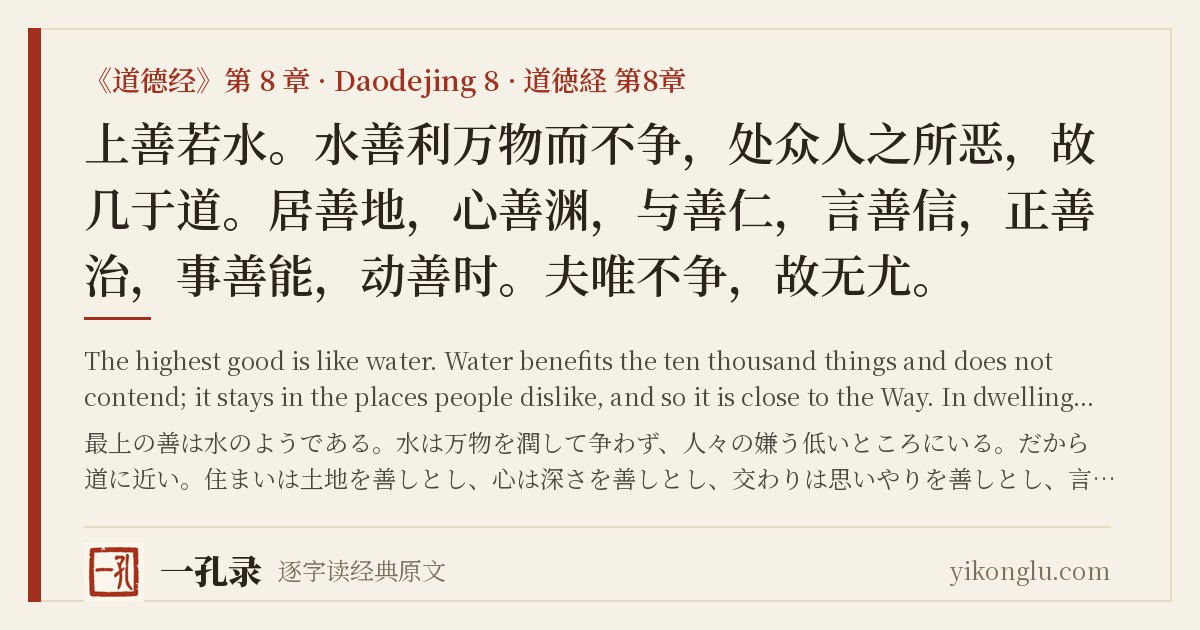 《道德经》第 8 章 · Daodejing 8 · 道徳経 第8章
上善若水。水善利万物而不争，处众人之所恶，故
几于道。居善地，心善渊，与善仁，言善信，正善
治，事善能，动善时。夫唯不争，故无尤。
The highest good is like water. Water benefits the ten thousand things and does not
contend; it stays in the places people dislike, and so it is close to the Way. In dwelling...
最上の善は水のようである。水は万物を潤して争わず、人々の嫌う低いところにいる。だから
道に近い。住まいは土地を善しとし、心は深さを善しとし、交わりは思いやりを善しとし、言…
一孔
一孔录 逐字读经典原文
yikonglu.com